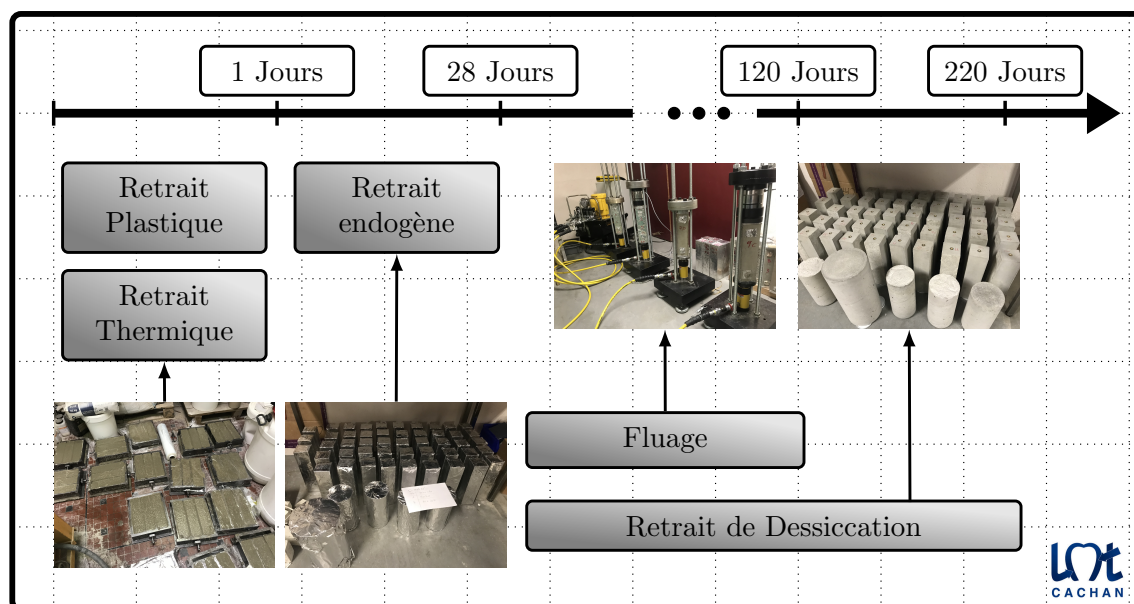 1 Jours
28 Jours
120 Jours
220 Jours
Retrait
Plastique
Retrait
endogène
Retrait
Thermique
Fluage
Retrait de Dessiccation
LMt
CACHAN